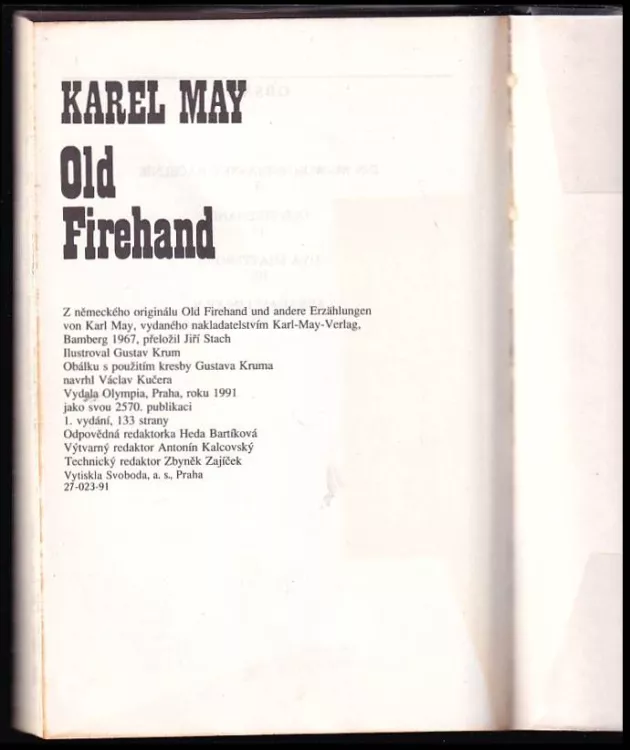 KAREL MAY
Old
Firehand
Z německého originálu Old Firehand und andere Erzählungen
von Karl May, vydaného nakladatelstvím Karl-May-Verlag,
Bamberg 1967, přeložil Jiří Stach
Ilustroval Gustav Krum
Obálku s použitím kresby Gustava Kruma
navrhl Václav Kučera
Vydala Olympia, Praha, roku 1991
jako svou 2570. publikaci
1. vydání, 133 strany
Odpovědná redaktorka Heda Bartíková
Výtvarný redaktor Antonín Kalcovský
Technický redaktor Zbyněk Zajíček
Vytiskla Svoboda, a. s., Praha
27-023-91